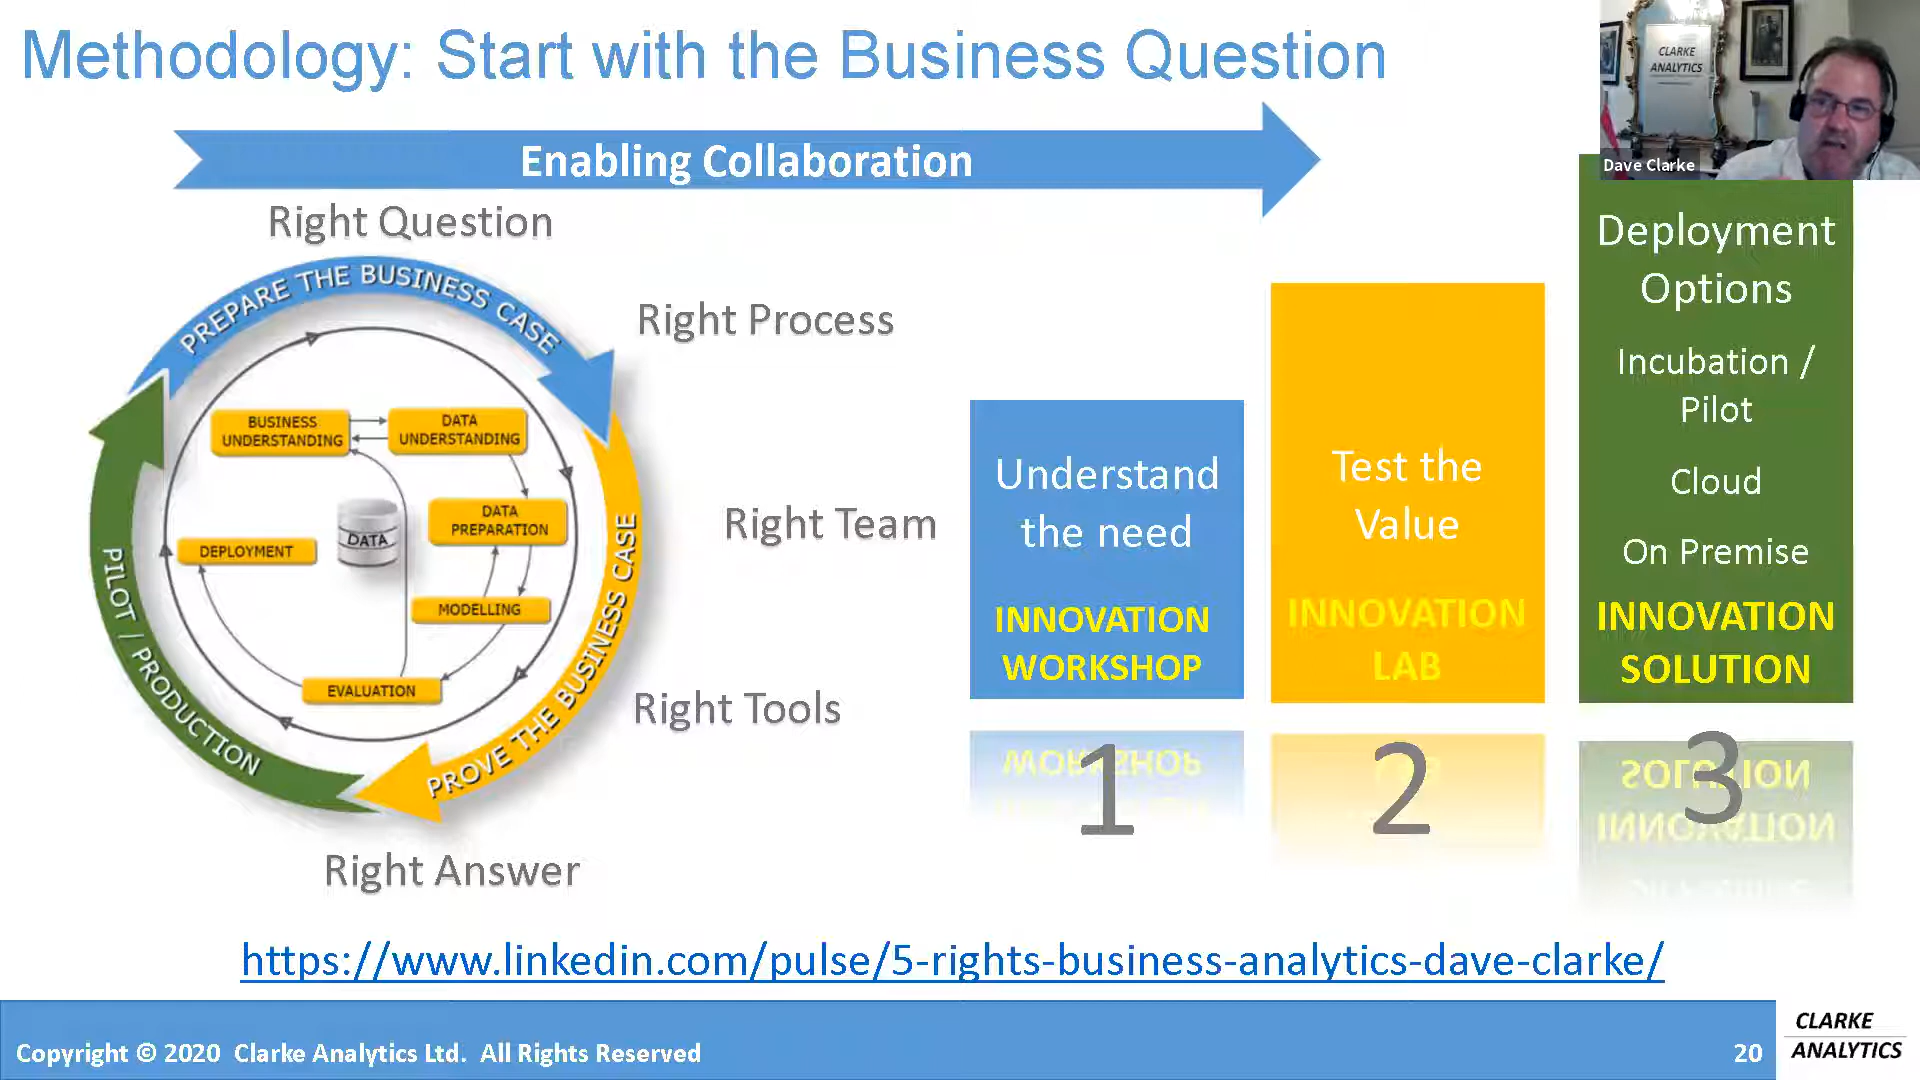 Methodology: Start with the Business Question
CLARKE
ANALYTICS
Dave Clarke
Enabling Collaboration
Right Question
PREPARE THE BUSINESS CASE
Right Process
BUSINESS
UNDERSTANDING
DATA
UNDERSTANDING
DATA
PREPARATION
DATA
DEPLOYMENT
MODELLING
EVALUATION
PROVE THE BUSINESS CASE
PILOT / PRODUCTION
Right Team
Right Tools
Right Answer
Understand
the need
INNOVATION
WORKSHOP
1
Test the
Value
INNOVATION
LAB
2
Deployment
Options
Incubation /
Pilot
Cloud
On Premise
INNOVATION
SOLUTION
3
https://www.linkedin.com/pulse/5-rights-business-analytics-dave-clarke/
Copyright © 2020 Clarke Analytics Ltd. All Rights Reserved
20
CLARKE
ANALYTICS